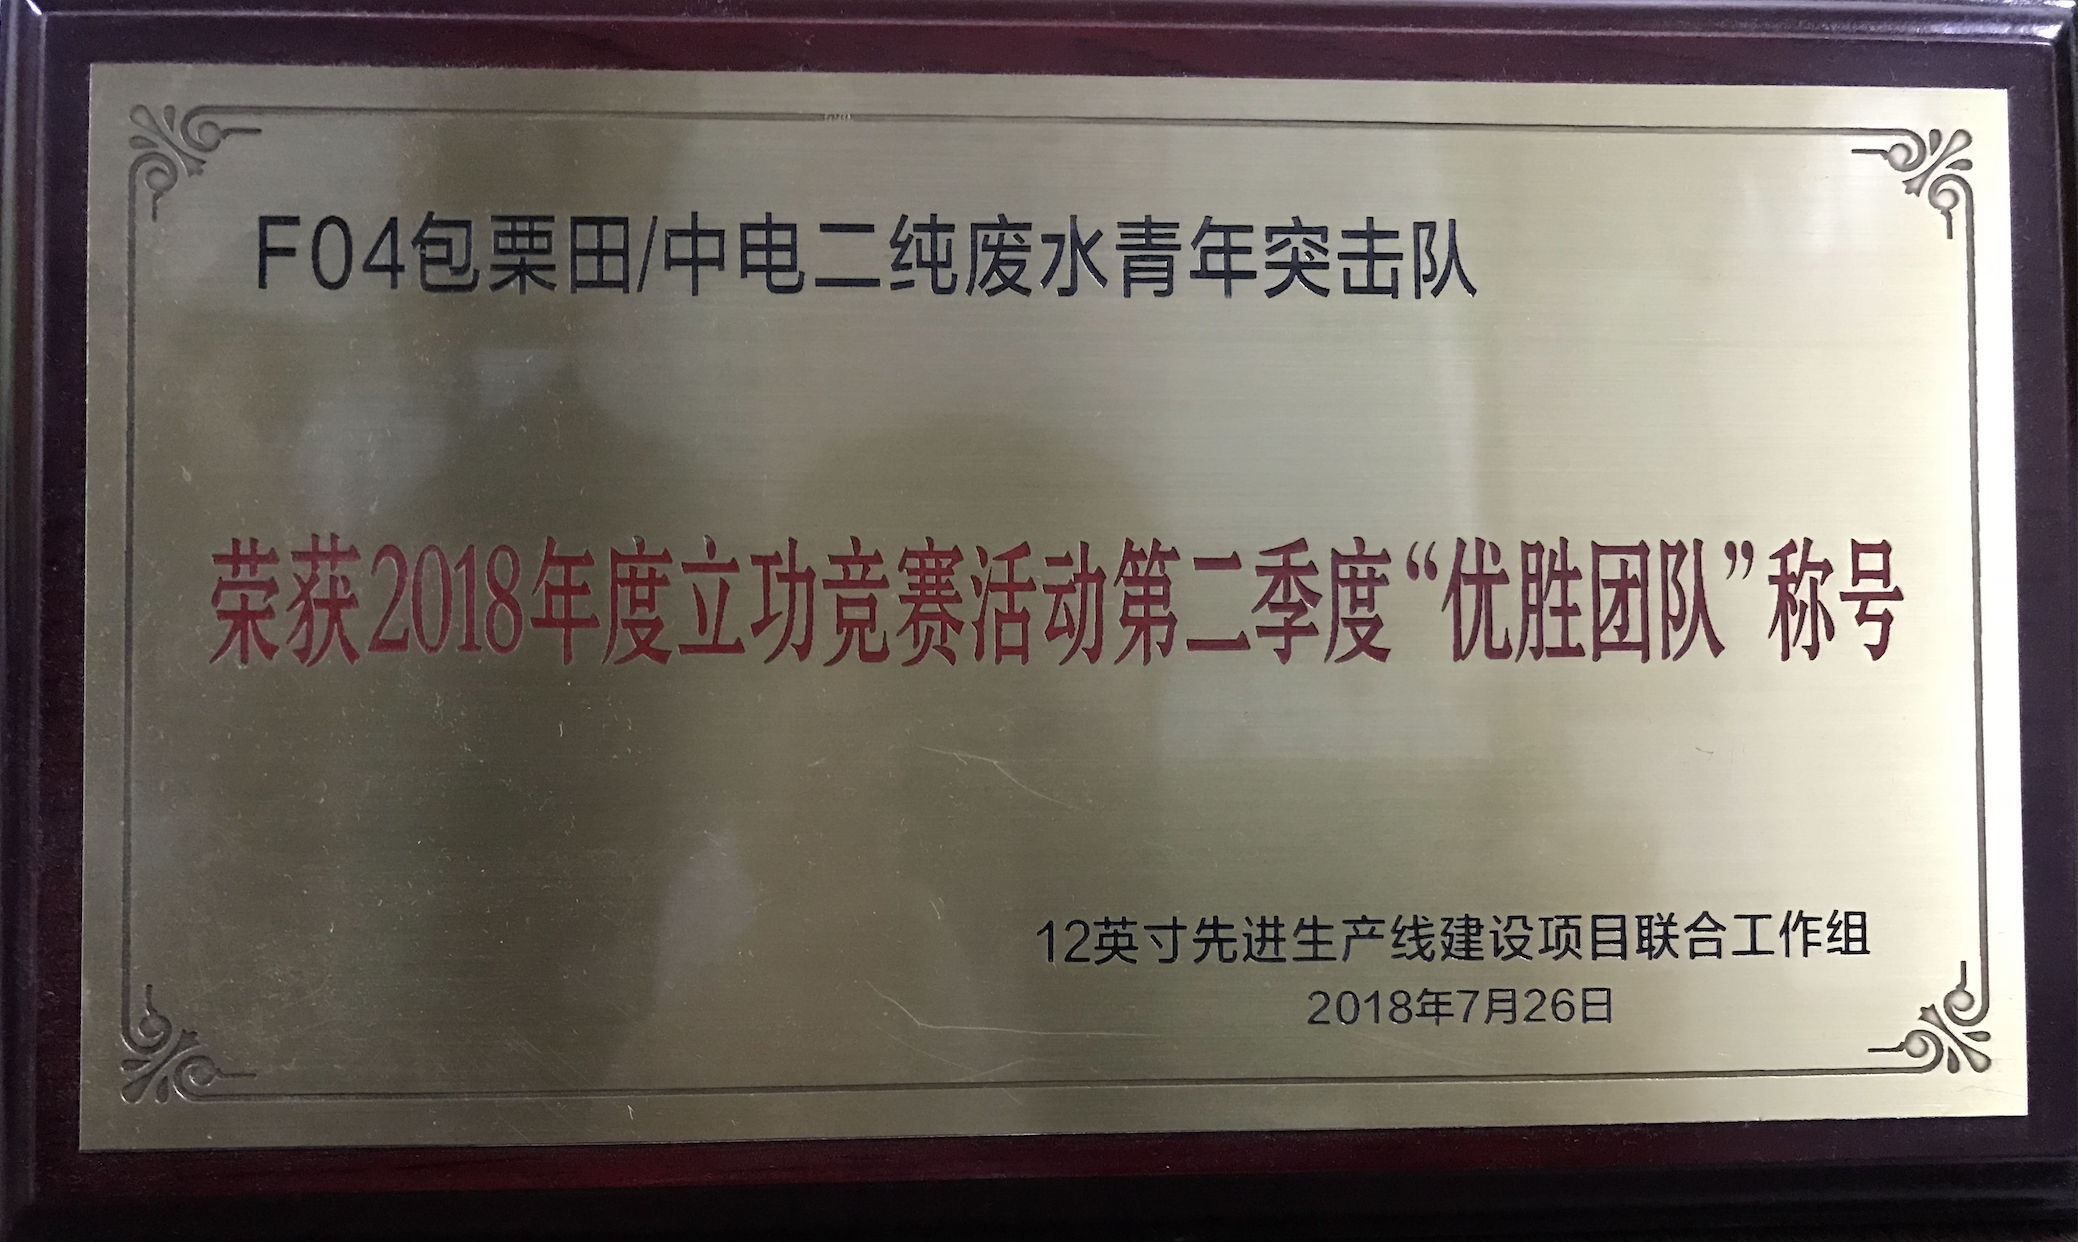 F04包栗田/中电二纯废水青年突击队
荣获2018年度立功竞赛活动第二季度“优胜团队”称号
12英寸先进生产线建设项目联合工作组
2018年7月26日